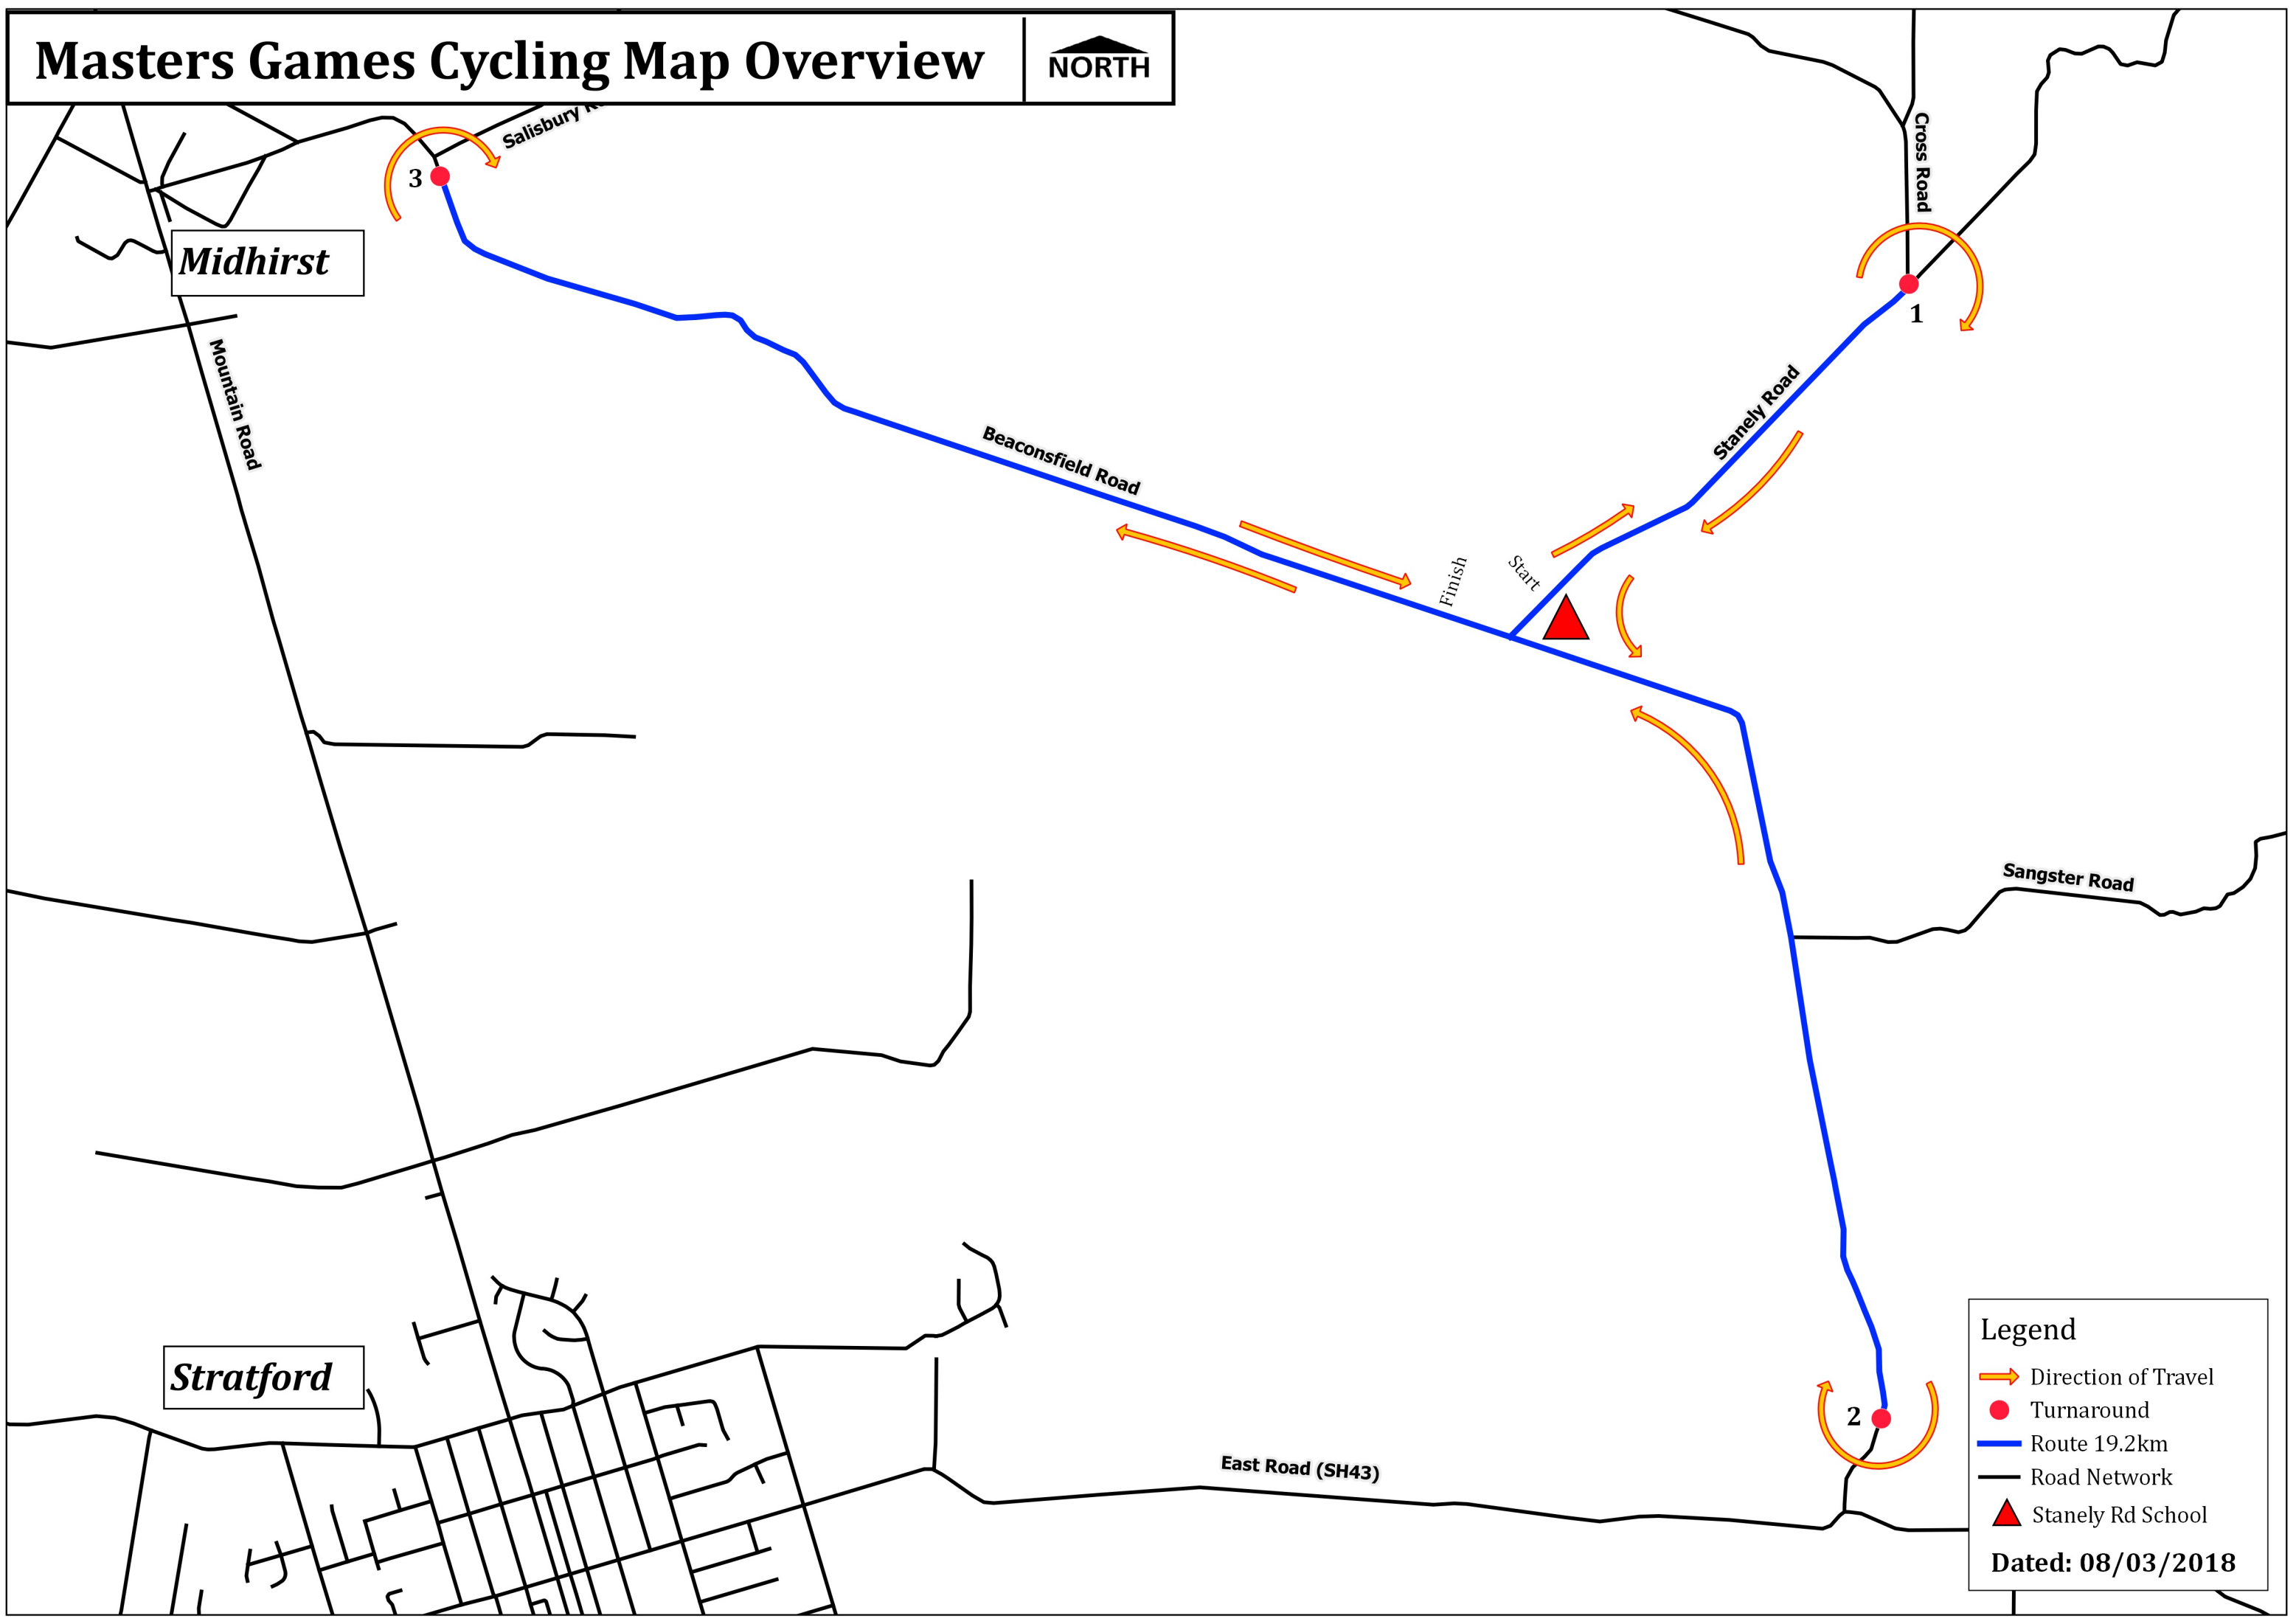 Masters Games Cycling Map Overview
NORTH
Salisbury
Cross Road
3
Midhirst
1
Mountain Road
Stanely Road
Beaconsfield Road
Finish
Start
Sangster Road
Stratford
2
East Road (SH43)
Legend
Direction of Travel
Turnaround
Route 19.2km
Road Network
Stanely Rd School
Dated: 08/03/2018